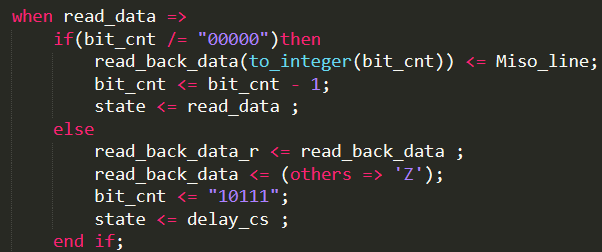 when read_data =>
if(bit_cnt /= "00000")then
read_back_data(to_integer(bit_cnt)) <= Miso_line;
bit_cnt <= bit_cnt - 1;
state <= read_data ;
else
read_back_data_r <= read_back_data ;
read_back_data <= (others => 'Z');
bit_cnt <= "10111";
state <= delay_cs ;
end if;